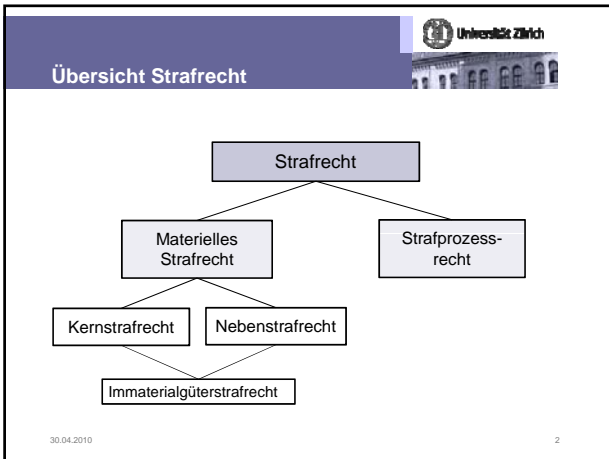 Universität Zürich
Übersicht Strafrecht
Strafrecht
Materielles
Strafrecht
Strafprozess-
recht
Kernstrafrecht
Nebenstrafrecht
Immaterialgüterstrafrecht
30.04.2010
2